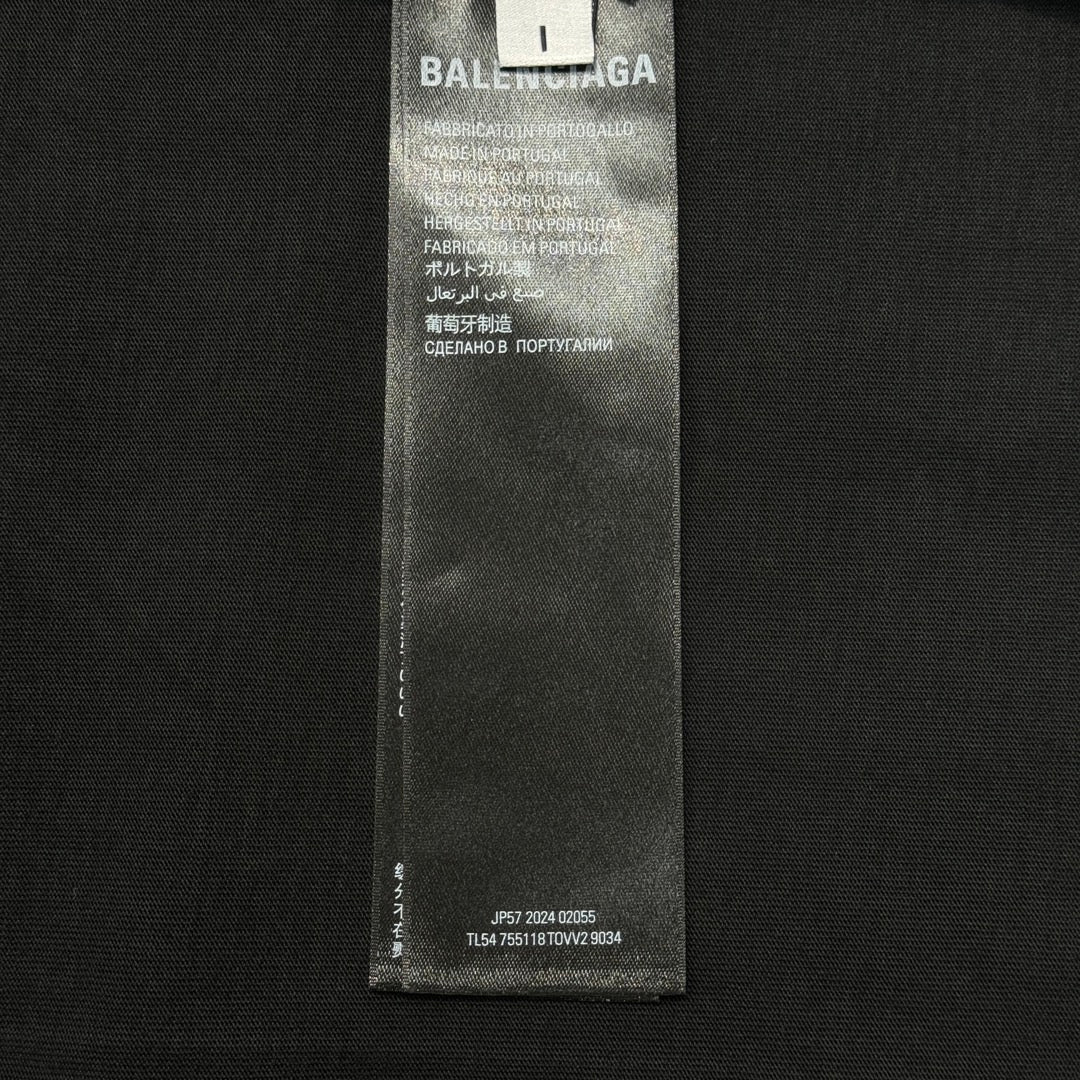 I
BALENCIAGA
FABBRICATO IN PORTOGALLO
MADE IN PORTUGAL
FABRIQUÉ AU PORTUGAL
HECHO EN PORTUGAL
HERGESTELLT IN PORTUGAL
FABRICADO EM PORTUGAL
ポルトガル製
صنع في البرتغال
葡萄牙制造
СДЕЛАНО В ПОРТУГАЛИИ
JP57 2024 02055
TL54 755118 TOVV2 9034